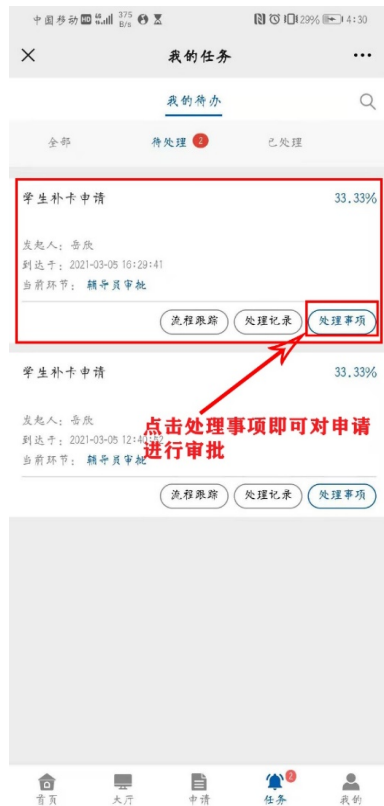 中国移动 HD 46 375 B/s 29% 4:30
我的任务
我的待办
全部 待处理 2 已处理
学生补卡申请 33.33%
发起人：岳欣
到达于：2021-03-05 16:29:41
当前环节：辅导员审批
流程跟踪 处理记录 处理事项
学生补卡申请 33.33%
发起人：岳欣
点击处理事项即可对申请
到达于：2021-03-05 12:40:52
进行审批
当前环节：辅导员审批
流程跟踪 处理记录 处理事项
2
首页 大厅 申请 任务 我的